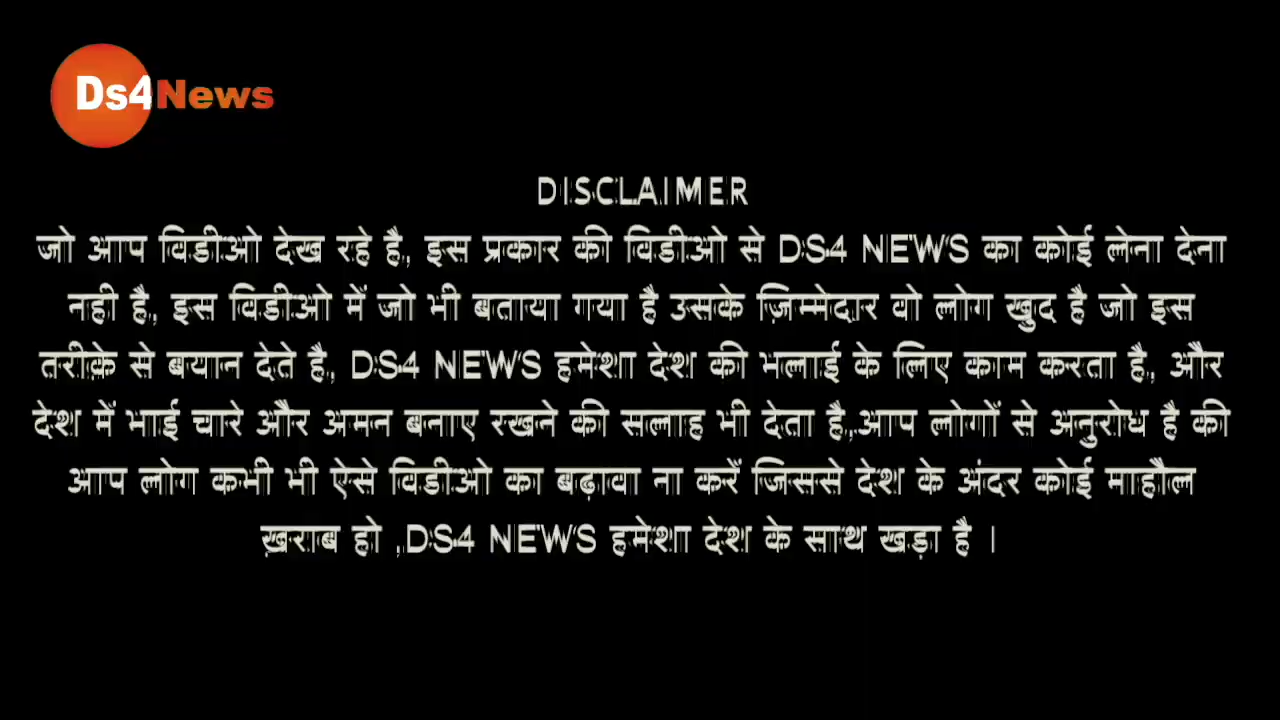 Ds4News
DISCLAIMER
जो आप विडीओ देख रहे है, इस प्रकार की विडीओ से DS4 NEWS का कोई लेना देना
नही है, इस विडीओ में जो भी बताया गया है उसके ज़िम्मेदार वो लोग खुद है जो इस
तरीक़े से बयान देते है, DS4 NEWS हमेशा देश की भलाई के लिए काम करता है, और
देश में भाई चारे और अमन बनाए रखने की सलाह भी देता है,आप लोगों से अनुरोध है की
आप लोग कभी भी ऐसे विडीओ का बढ़ावा ना करें जिससे देश के अंदर कोई माहौल
ख़राब हो ,DS4 NEWS हमेशा देश के साथ खड़ा है ।